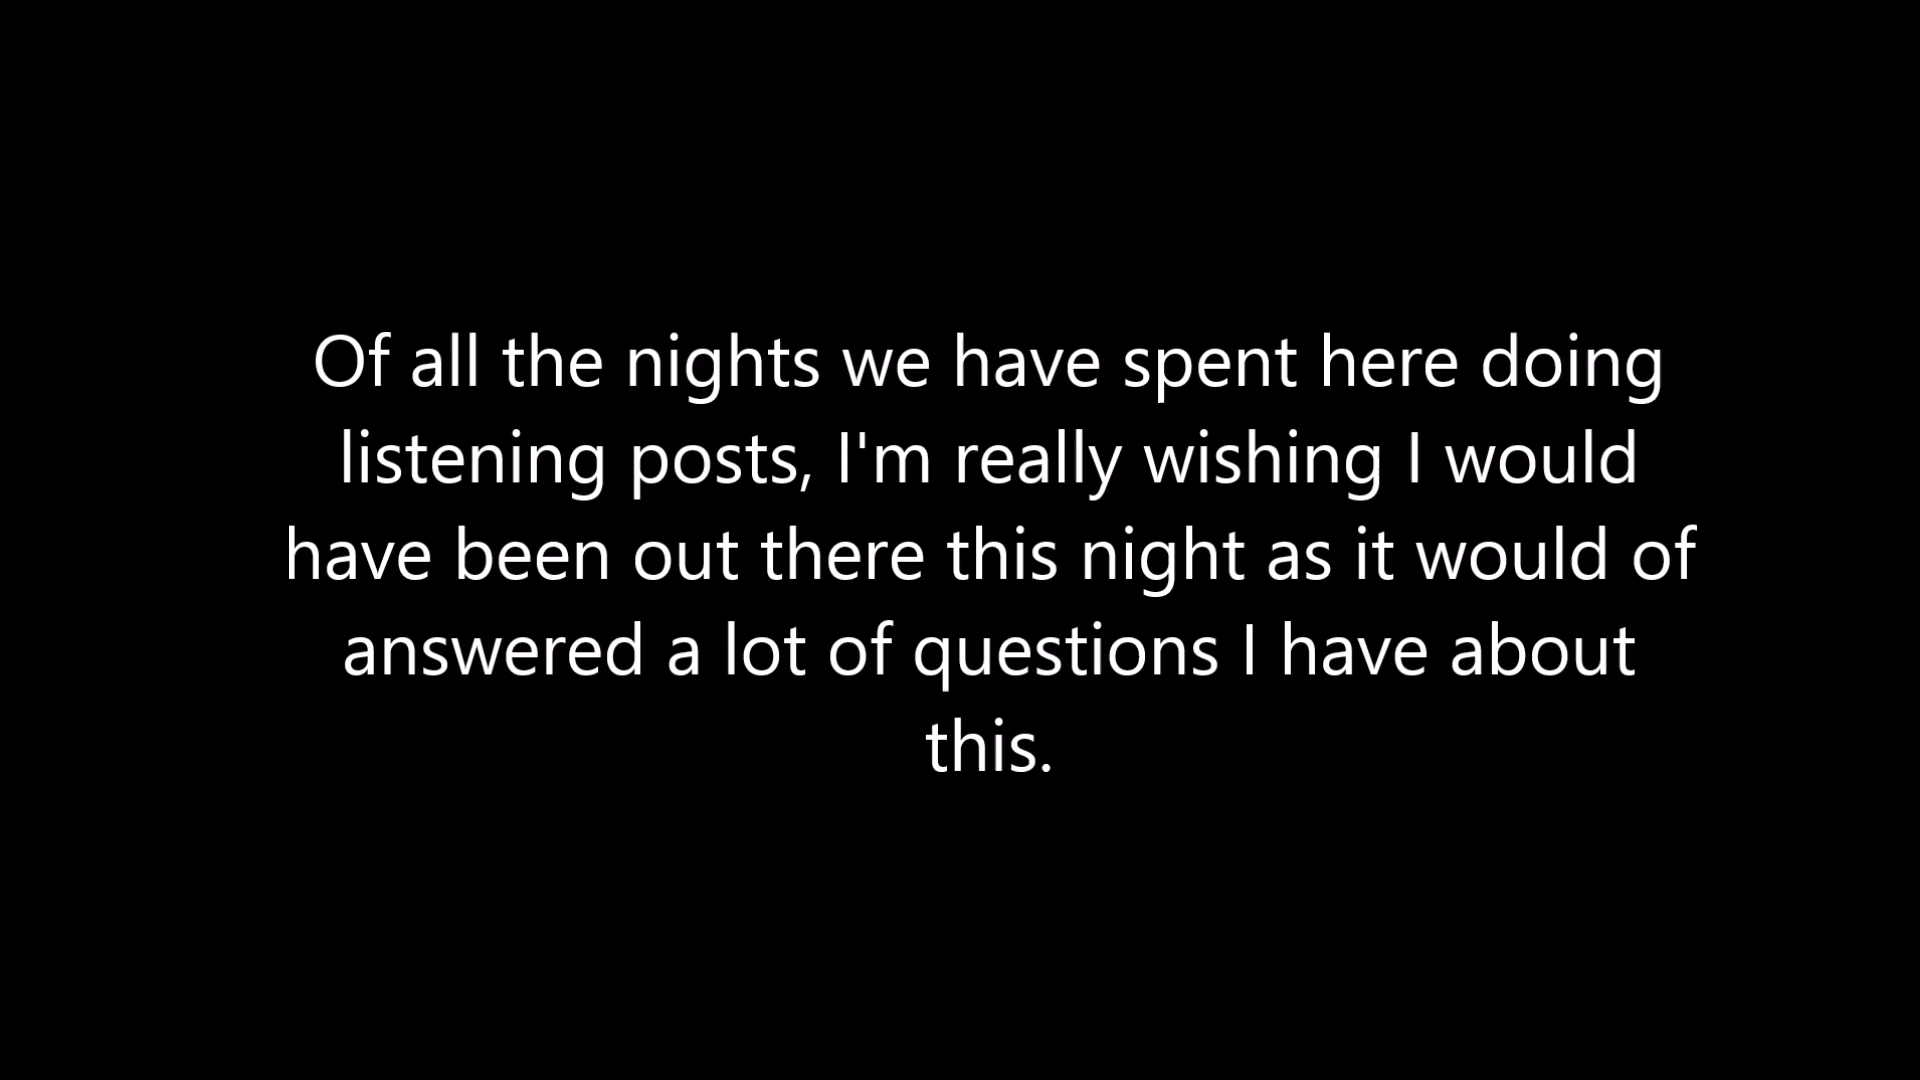 Of all the nights we have spent here doing
listening posts, I'm really wishing I would
have been out there this night as it would of
answered a lot of questions I have about
this.